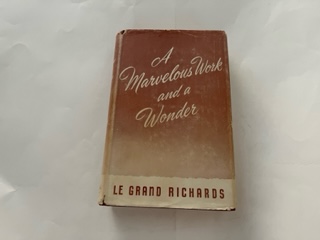 A
Marvelous Work
and a
Wonder
LE GRAND RICHARDS